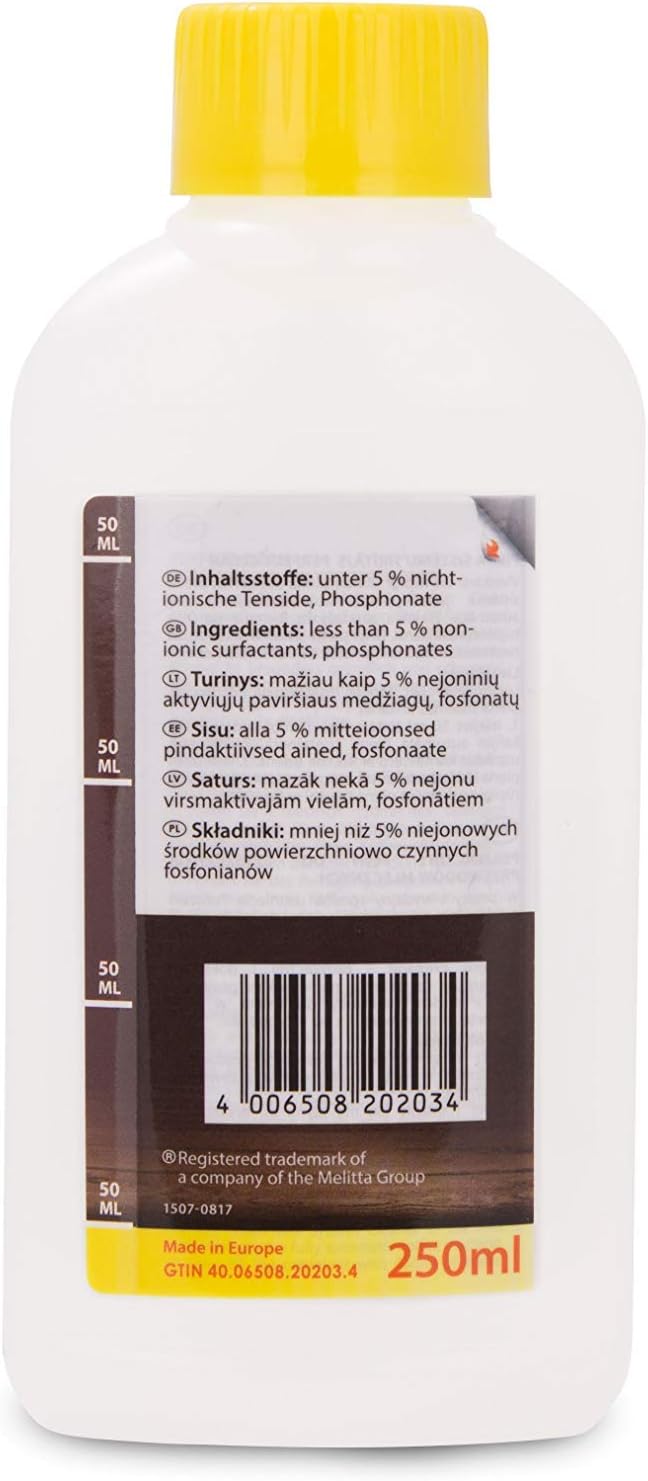 50
ML
50
ML
50
ML
50
ML
DE Inhaltsstoffe: unter 5 % nicht-
ionische Tenside, Phosphonate
GB Ingredients: less than 5 % non-
ionic surfactants, phosphonates
LT Turinys: mažiau kaip 5 % nejoninių
aktyviųjų paviršiaus medžiagų, fosfonatų
EE Sisu: alla 5 % mitteioonsed
pindaktiivsed ained, fosfonaate
LV Saturs: mazāk nekā 5 % nejonu
virsmaktīvajām vielām, fosfonātiem
PL Składniki: mniej niż 5% niejonowych
środków powierzchniowo czynnych
fosfonianów
4 006508 202034
® Registered trademark of
a company of the Melitta Group
1507-0817
Made in Europe
GTIN 40.06508.20203.4
250ml